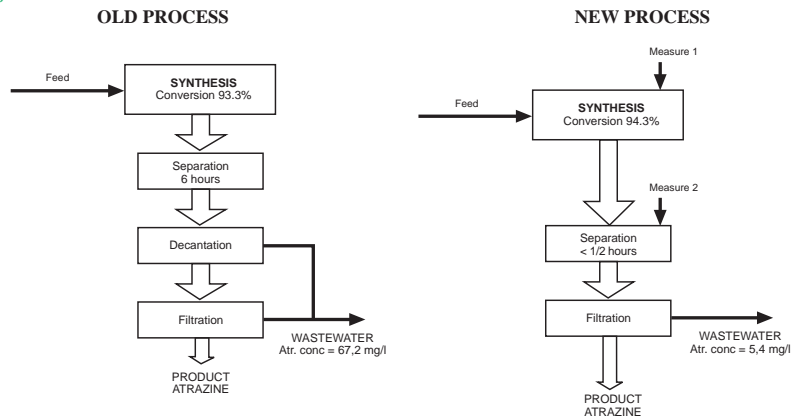 OLD PROCESS
Feed
SYNTHESIS
Conversion 93.3%
Separation
6 hours
Decantation
Filtration
WASTEWATER
Atr. conc = 67,2 mg/l
PRODUCT
ATRAZINE
NEW PROCESS
Measure 1
Feed
SYNTHESIS
Conversion 94.3%
Measure 2
Separation
< 1/2 hours
Filtration
WASTEWATER
Atr. conc = 5,4 mg/l
PRODUCT
ATRAZINE